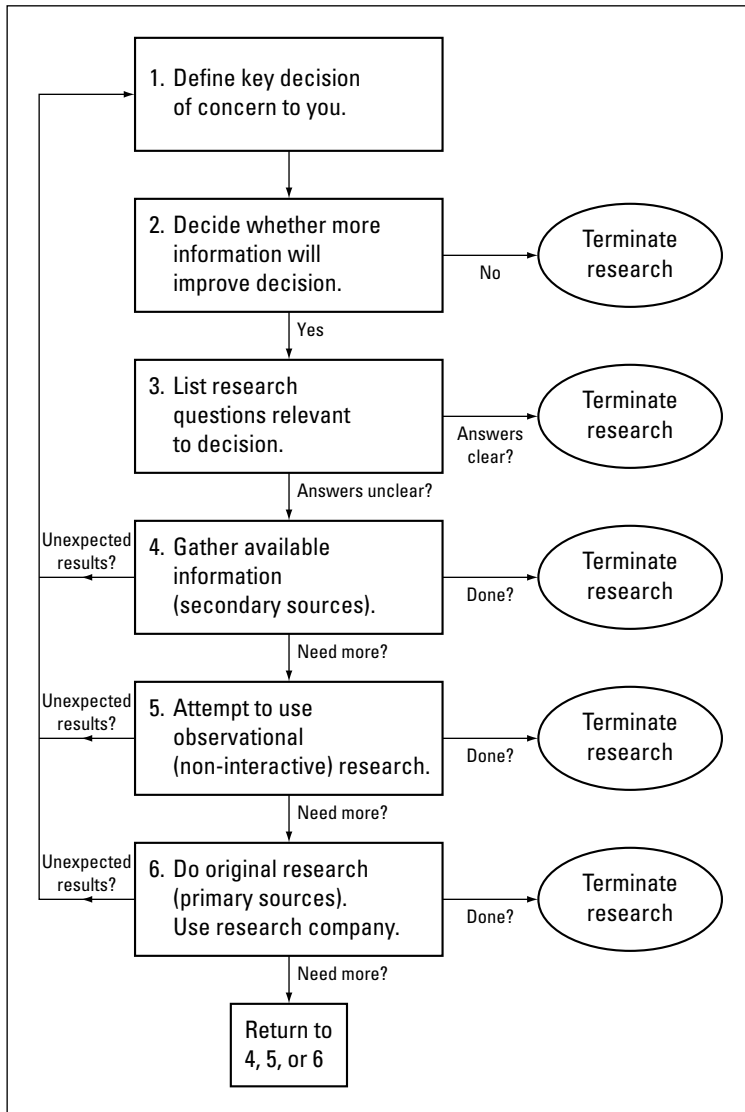 1. Define key decision
of concern to you.
2. Decide whether more
information will
improve decision.
No
Terminate
research
Yes
3. List research
questions relevant
to decision.
Answers
clear?
Terminate
research
Answers unclear?
Unexpected
results?
4. Gather available
information
(secondary sources).
Done?
Terminate
research
Need more?
Unexpected
results?
5. Attempt to use
observational
(non-interactive) research.
Done?
Terminate
research
Need more?
Unexpected
results?
6. Do original research
(primary sources).
Use research company.
Done?
Terminate
research
Need more?
Return to
4, 5, or 6